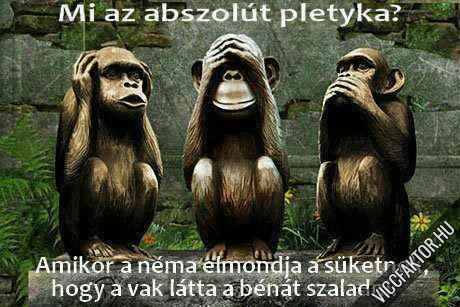 Mi az abszolút pletyka?
Amikor a néma elmondja a
hogy a vak látta a bénát
VICCFAKTOR.HU